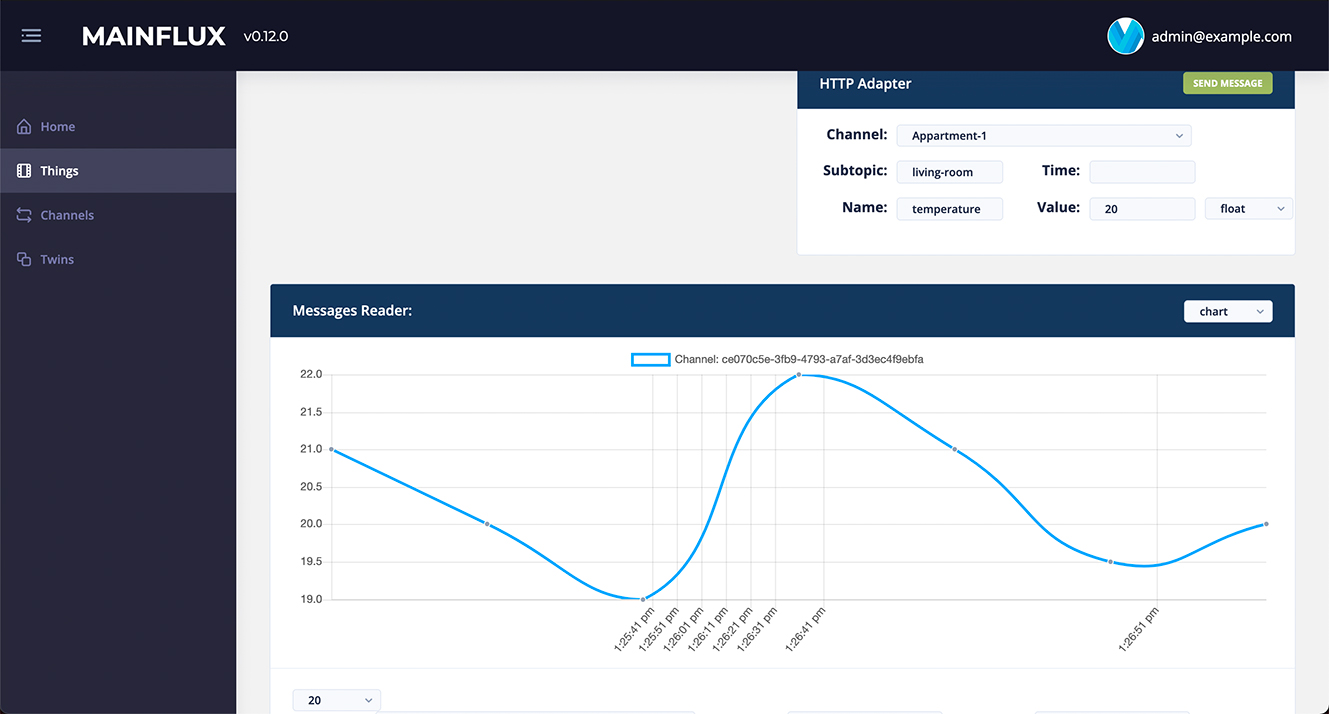 MAINFLUX v0.12.0 admin@example.com
Home
Things
Channels
Twins
HTTP Adapter SEND MESSAGE
Channel: Appartment-1
Subtopic: living-room Time:
Name: temperature Value: 20 float
Messages Reader: chart
Channel: ce070c5e-3fb9-4793-a7af-3d3ec4f9ebfa
22.0
21.5
21.0
20.5
20.0
19.5
19.0
1:25:41 pm
1:25:51 pm
1:26:01 pm
1:26:11 pm
1:26:21 pm
1:26:31 pm
1:26:41 pm
1:26:51 pm
20